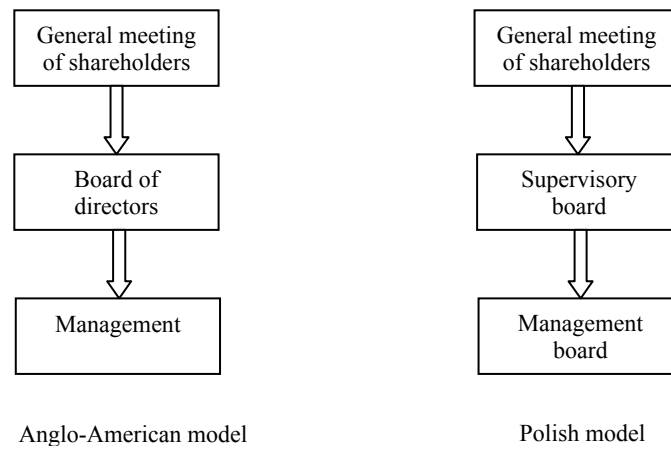 General meeting
of shareholders
Board of
directors
Management
Anglo-American model
General meeting
of shareholders
Supervisory
board
Management
board
Polish model